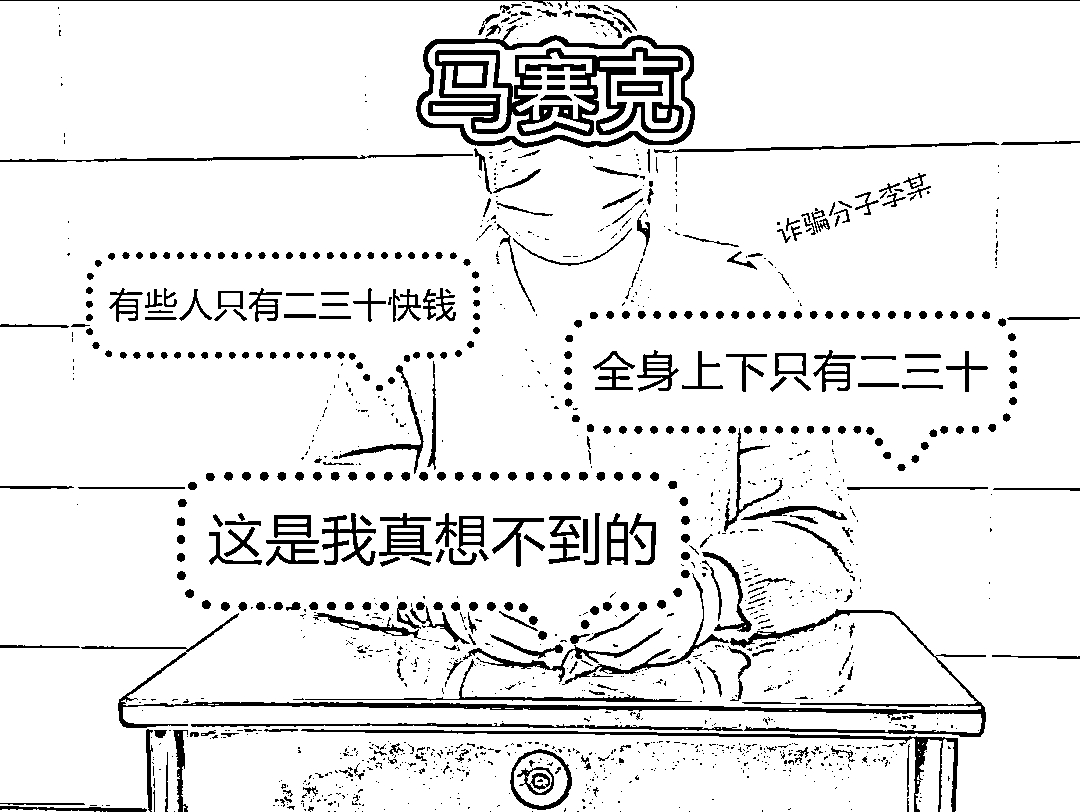 马赛克
诈骗分子李某
有些人只有二三十快钱
全身上下只有二三十
这是我真想不到的